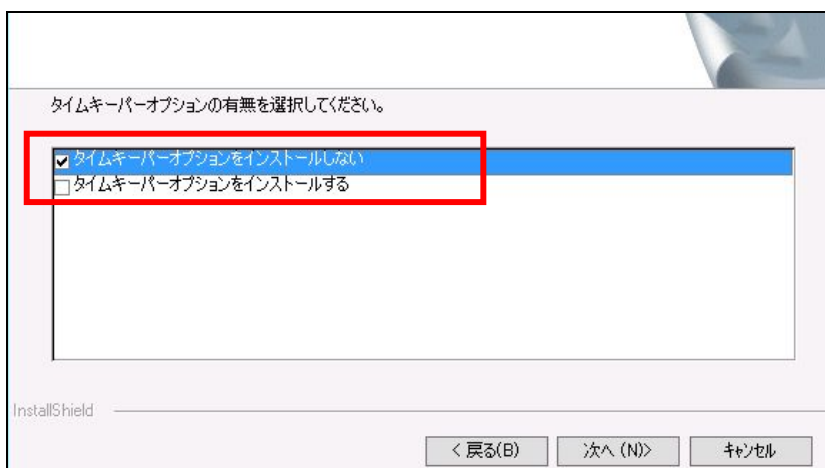 タイムキーパーオプションの有無を選択してください。
タイムキーパーオプションをインストールしない
タイムキーパーオプションをインストールする
InstallShield
< 戻る(B)
次へ (N)>
キャンセル